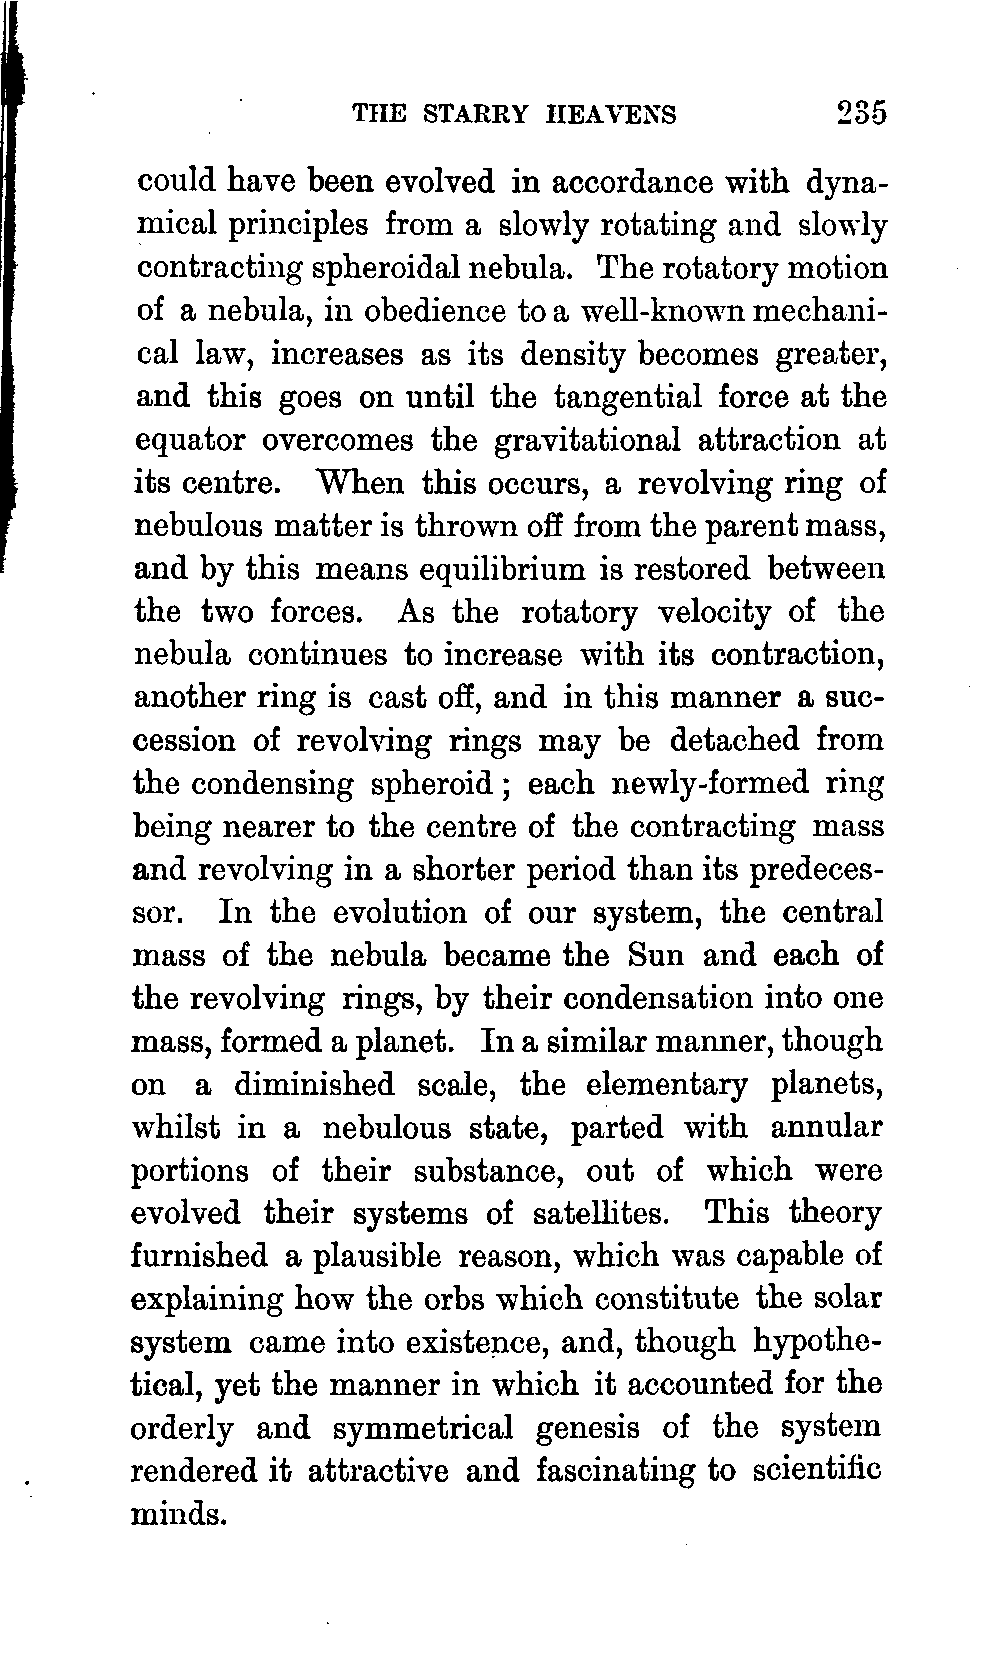 THE STARRY HEAVENS 235
could have been evolved in accordance with dyna-
mical principles from a slowly rotating and slowly
contracting spheroidal nebula. The rotatory motion
of a nebula, in obedience to a well-known mechani-
cal law, increases as its density becomes greater,
and this goes on until the tangential force at the
equator overcomes the gravitational attraction at
its centre. When this occurs, a revolving ring of
nebulous matter is thrown off from the parent mass,
and by this means equilibrium is restored between
the two forces. As the rotatory velocity of the
nebula continues to increase with its contraction,
another ring is cast off, and in this manner a suc-
cession of revolving rings may be detached from
the condensing spheroid ; each newly-formed ring
being nearer to the centre of the contracting mass
and revolving in a shorter period than its predeces-
sor. In the evolution of our system, the central
mass of the nebula became the Sun and each of
the revolving rings, by their condensation into one
mass, formed a planet. In a similar manner, though
on a diminished scale, the elementary planets,
whilst in a nebulous state, parted with annular
portions of their substance, out of which were
evolved their systems of satellites. This theory
furnished a plausible reason, which was capable of
explaining how the orbs which constitute the solar
system came into existence, and, though hypothe-
tical, yet the manner in which it accounted for the
orderly and symmetrical genesis of the system
rendered it attractive and fascinating to scientific
minds.